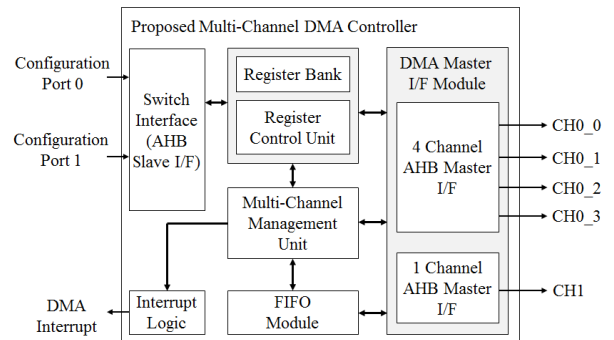 Proposed Multi-Channel DMA Controller
Configuration
Port 0
Configuration
Port 1
Switch
Interface
(AHB
Slave I/F)
Register Bank
Register
Control Unit
DMA Master
I/F Module
4 Channel
AHB Master
I/F
CH0_0
CH0_1
CH0_2
CH0_3
Multi-Channel
Management
Unit
1 Channel
AHB Master
I/F
CH1
DMA
Interrupt
Interrupt
Logic
FIFO
Module